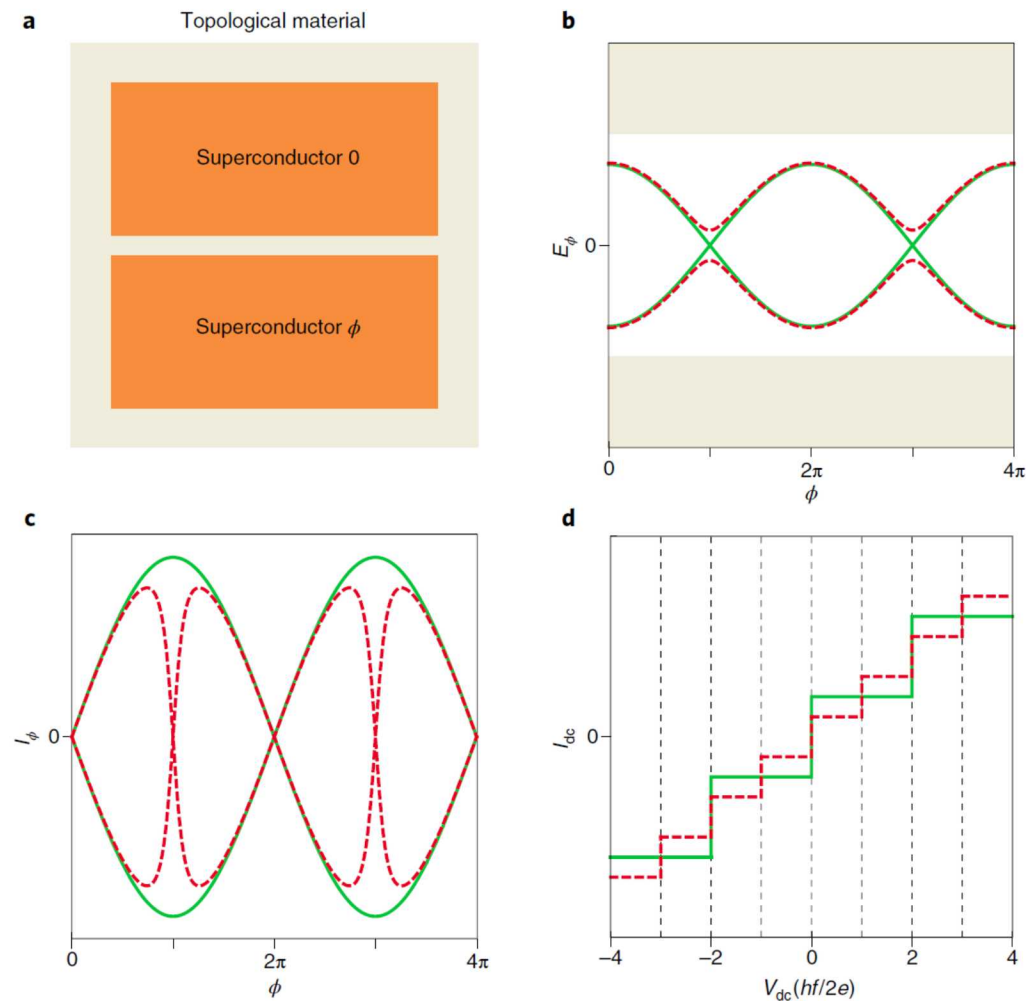 a
Topological material
Superconductor 0
Superconductor ϕ
b
E_ϕ
0
0
2π
4π
ϕ
c
I_ϕ
0
0
2π
4π
ϕ
d
I_dc
0
−4
−2
0
2
4
V_dc(hf/2e)